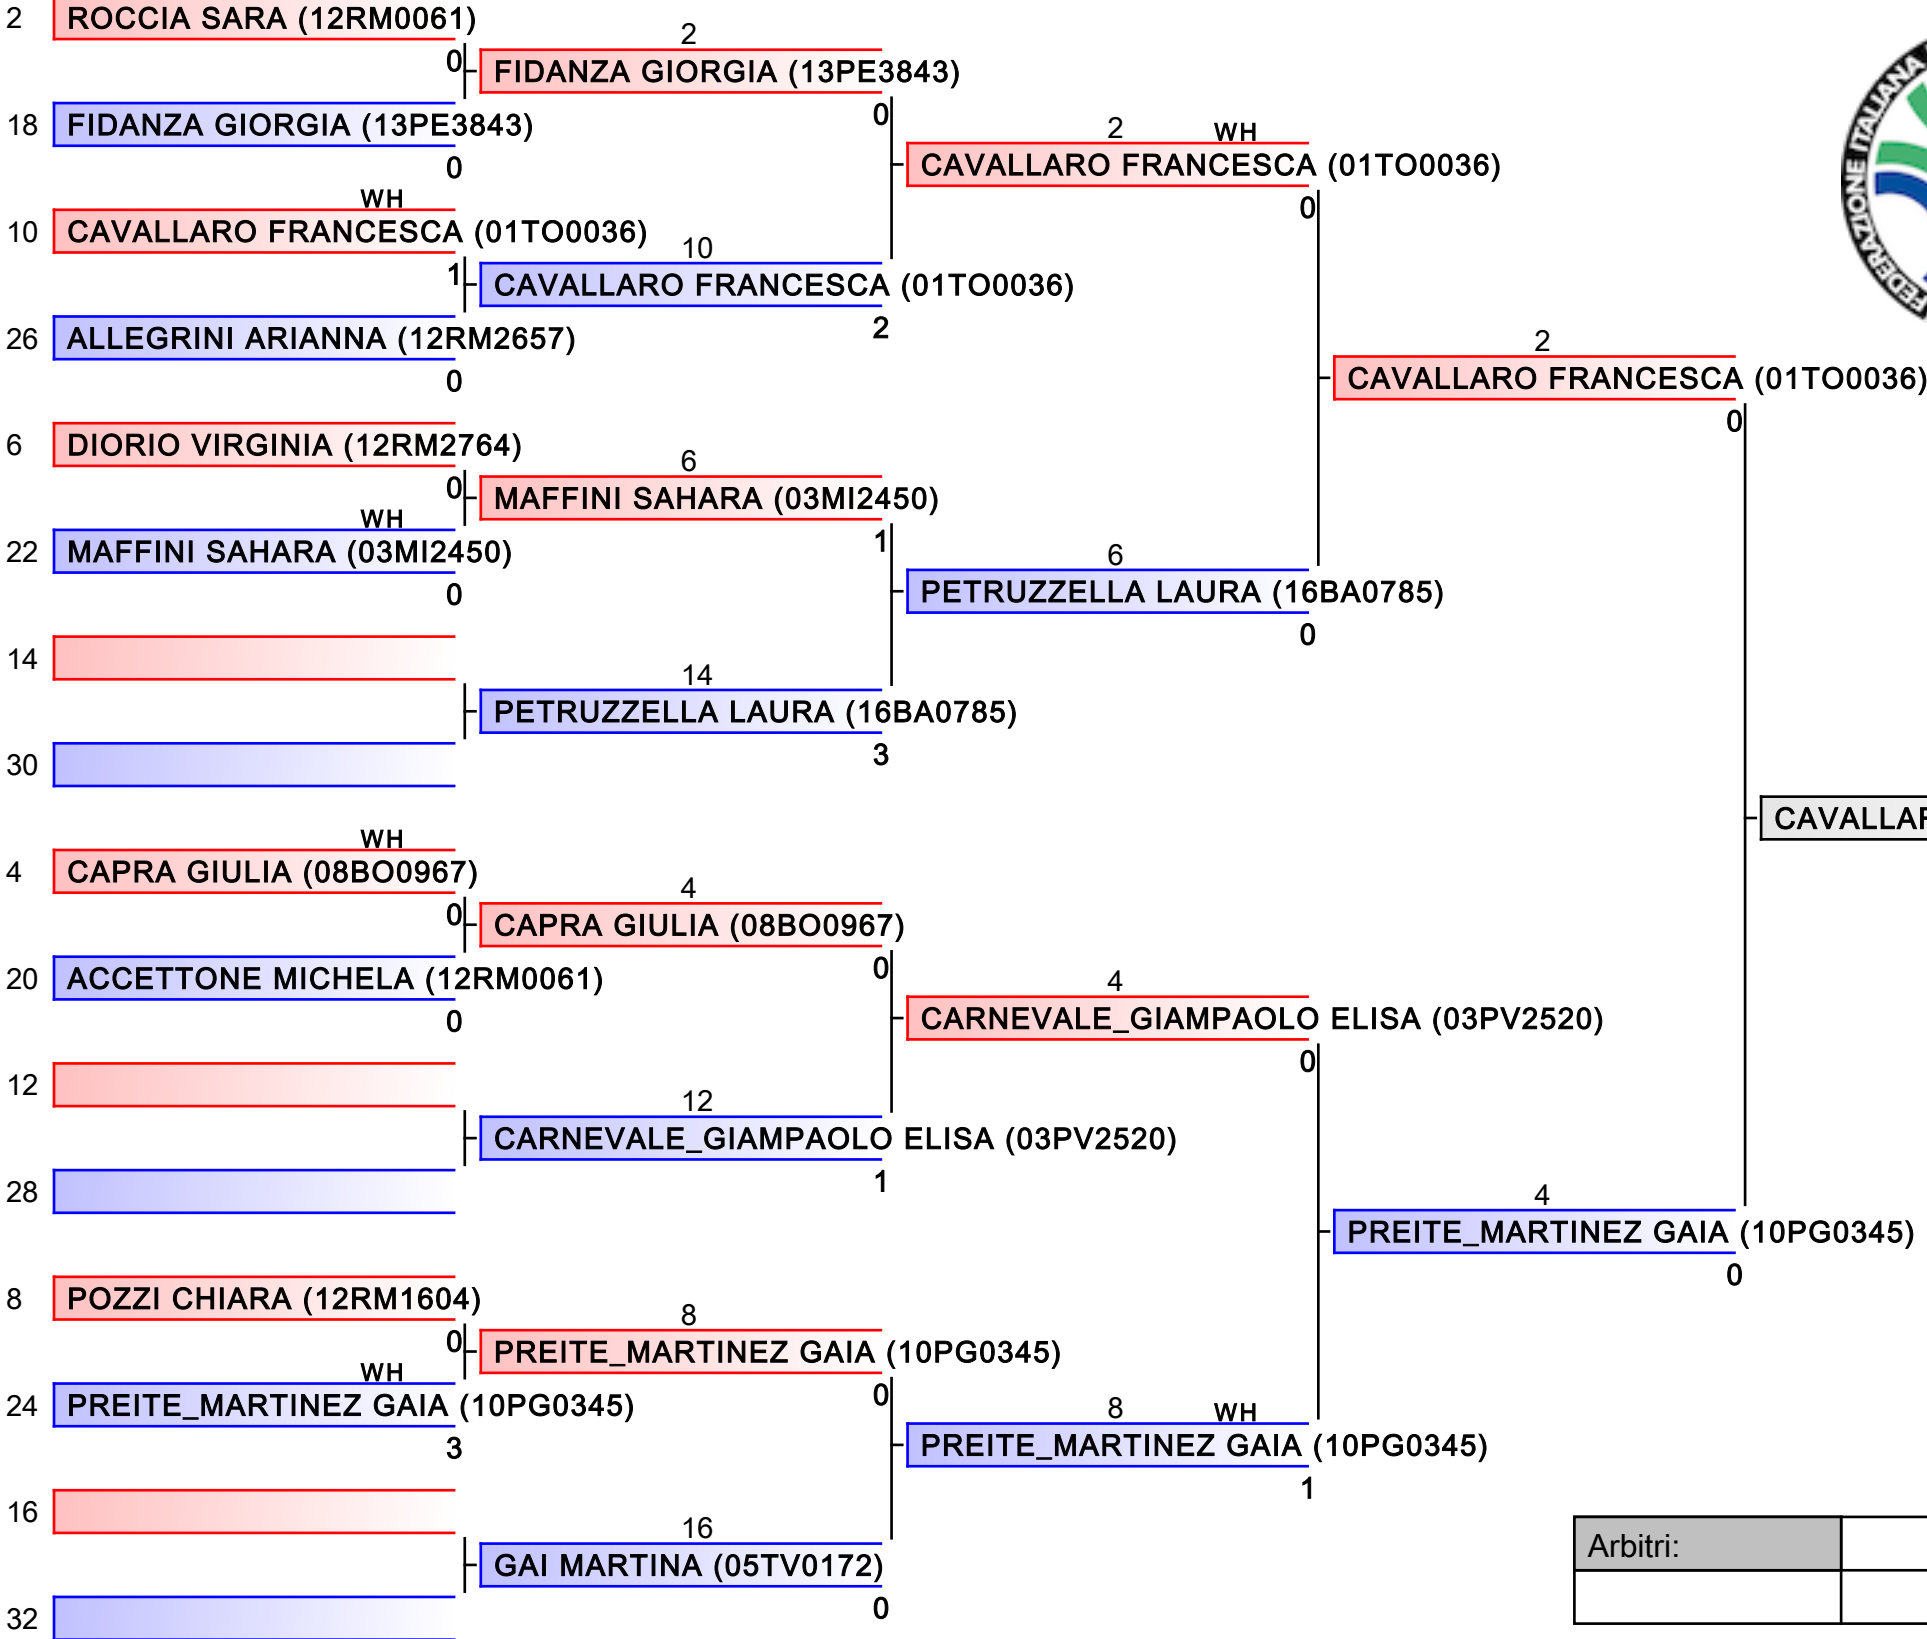 2 ROCCIA SARA (12RM0061)
0
2
FIDANZA GIORGIA (13PE3843)
0
18 FIDANZA GIORGIA (13PE3843)
0
2 WH
CAVALLARO FRANCESCA (01TO0036)
0
WH
10 CAVALLARO FRANCESCA (01TO0036)
1
10
CAVALLARO FRANCESCA (01TO0036)
2
26 ALLEGRINI ARIANNA (12RM2657)
0
2
CAVALLARO FRANCESCA (01TO0036)
0
6 DIORIO VIRGINIA (12RM2764)
0
6
MAFFINI SAHARA (03MI2450)
1
WH
22 MAFFINI SAHARA (03MI2450)
0
6
PETRUZZELLA LAURA (16BA0785)
0
14
14
PETRUZZELLA LAURA (16BA0785)
3
30
WH
4 CAPRA GIULIA (08BO0967)
0
4
CAPRA GIULIA (08BO0967)
0
20 ACCETTONE MICHELA (12RM0061)
0
4
CARNEVALE_GIAMPAOLO ELISA (03PV2520)
0
12
12
CARNEVALE_GIAMPAOLO ELISA (03PV2520)
1
28
4
PREITE_MARTINEZ GAIA (10PG0345)
0
8 POZZI CHIARA (12RM1604)
0
8
PREITE_MARTINEZ GAIA (10PG0345)
0
WH
24 PREITE_MARTINEZ GAIA (10PG0345)
3
8 WH
PREITE_MARTINEZ GAIA (10PG0345)
1
16
16
GAI MARTINA (05TV0172)
0
32
FEDERAZIONE ITALIANA
Arbitri: